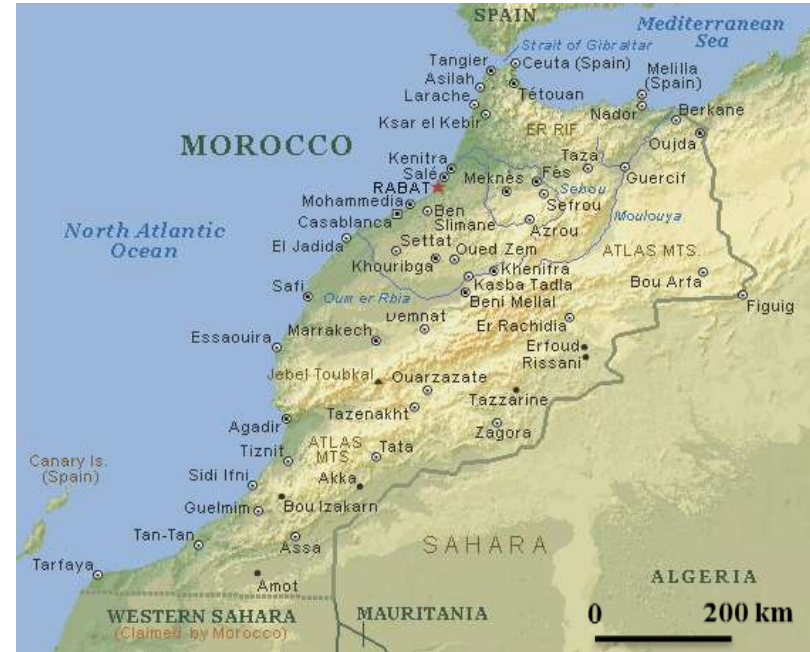 SPAIN
Mediterranean
Sea
Strait of Gibraltar
Tangier
Ceuta (Spain)
Asilah
Melilla
(Spain)
Larache
Tétouan
Nador
Berkane
Ksar el Kebir
ER RIF
Oujda
MOROCCO
Kenitra
Taza
Salé
Meknès
Fès
Guercif
RABAT
Sebou
Mohammedia
Sefrou
Ben
Slimane
Moulouya
Casablanca
Azrou
North Atlantic
Ocean
El Jadida
Settat
Oued Zem
ATLAS MTS.
Khouribga
Khenifra
Kasba Tadla
Bou Arfa
Safi
Oum er Rbia
Beni Mellal
Figuig
Demnat
Er Rachidia
Essaouira
Marrakech
Erfoud
Rissani
Jebel Toubkal
Ouarzazate
Tazzarine
Tazenakht
Agadir
Zagora
ATLAS
MTS.
Tiznit
Tata
Canary Is.
(Spain)
Sidi Ifni
Akka
Guelmim
Bou Izakarn
Tan-Tan
Assa
SAHARA
Tarfaya
Amot
ALGERIA
WESTERN SAHARA
(Claimed by Morocco)
MAURITANIA
0 200 km